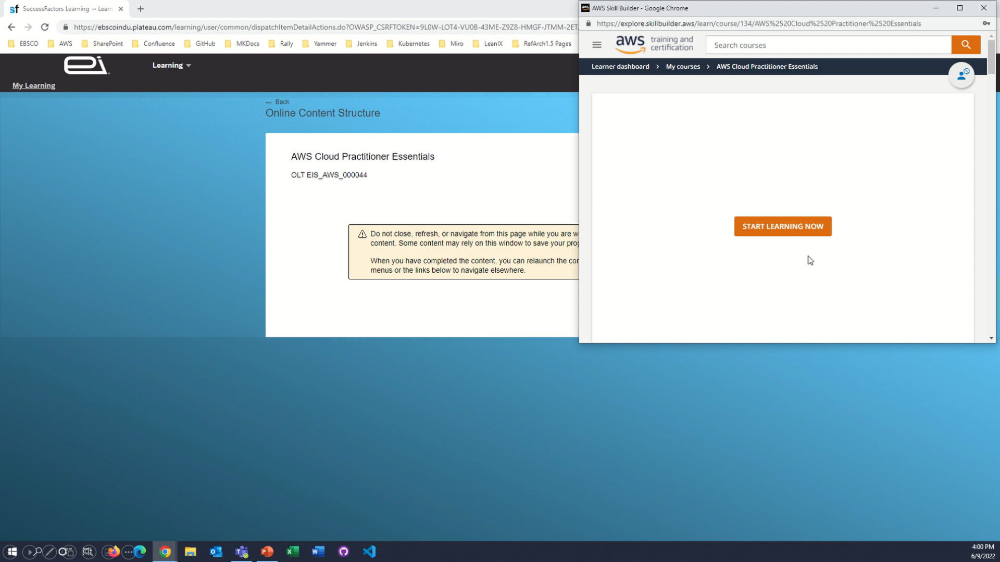 SuccessFactors Learning → Learn
https://ebscoindu.plateau.com/learning/user/common/dispatchItemDetailActions.do?OWASP_CSRFTOKEN=9L0W-LOT4-VU0B-43ME-Z9Z8-HMGF-JTMM-2ET
EBSCO AWS SharePoint Confluence GitHub MKDocs Rally Yammer Jenkins Kubernetes Miro LeanIX RefArch1.5 Pages
ei
Learning
My Learning
← Back
Online Content Structure
AWS Cloud Practitioner Essentials
OLT EIS_AWS_000044
Do not close, refresh, or navigate from this page while you are w
content. Some content may rely on this window to save your prog
When you have completed the content, you can relaunch the con
menus or the links below to navigate elsewhere.
AWS Skill Builder - Google Chrome
https://explore.skillbuilder.aws/learn/course/134/AWS%2520Cloud%2520Practitioner%2520Essentials
aws training and
certification
Search courses
Learner dashboard > My courses > AWS Cloud Practitioner Essentials
START LEARNING NOW
4:00 PM
6/9/2022